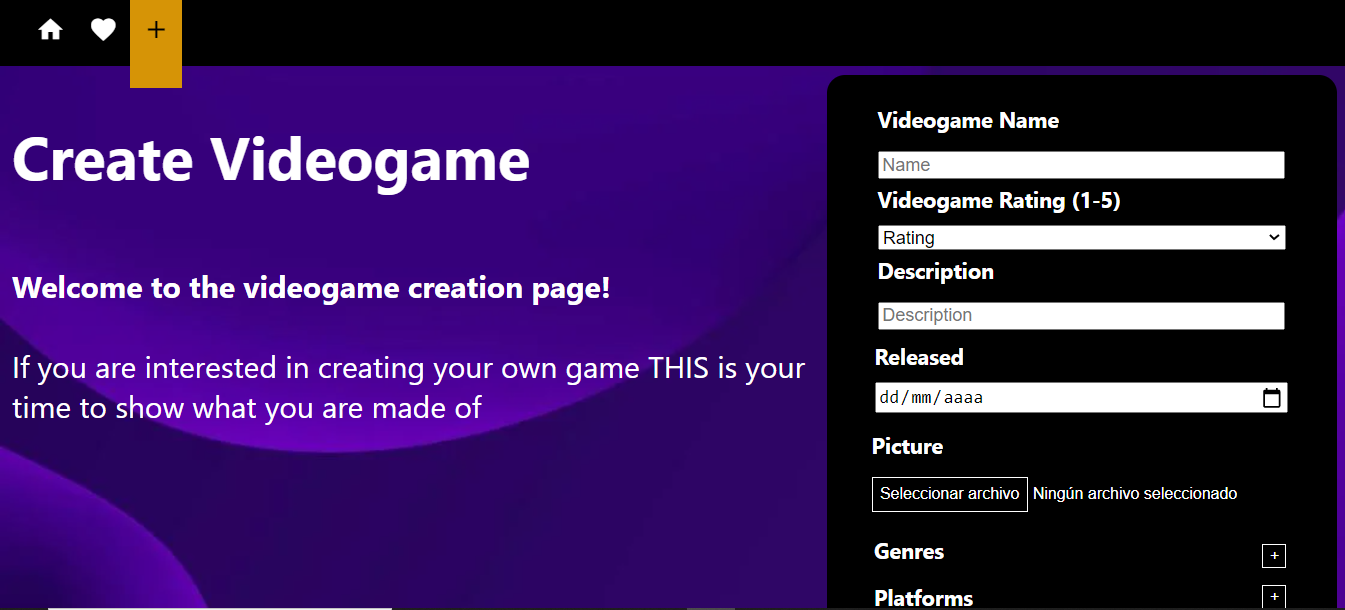 +
Create Videogame
Welcome to the videogame creation page!
If you are interested in creating your own game THIS is your
time to show what you are made of
Videogame Name
Name
Videogame Rating (1-5)
Rating
Description
Description
Released
dd/mm/aaaa
Picture
Seleccionar archivo Ningún archivo seleccionado
Genres +
Platforms +